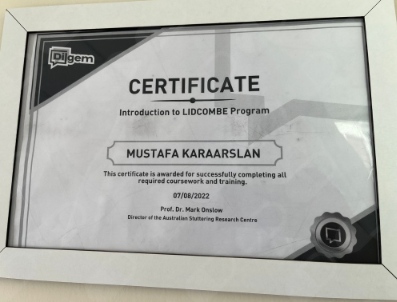 Digem
CERTIFICATE
Introduction to LIDCOMBE Program
MUSTAFA KARAARSLAN
This certificate is awarded for successfully completing all
required coursework and training.
07/08/2022
Prof. Dr. Mark Onslow
Director of the Australian Stuttering Research Centre